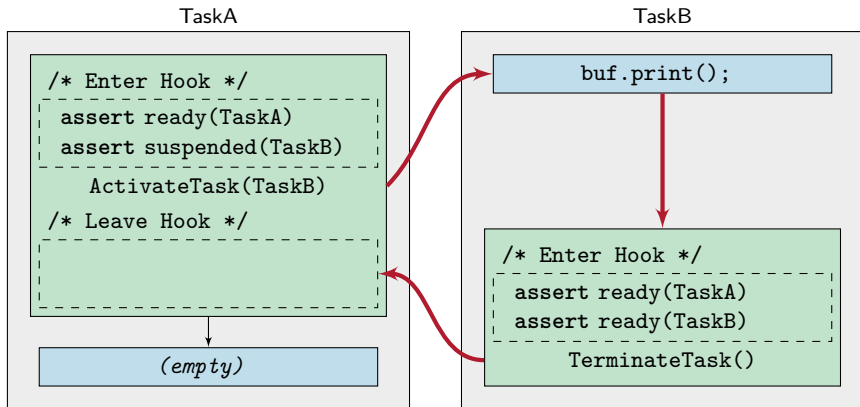 TaskA
/* Enter Hook */
assert ready(TaskA)
assert suspended(TaskB)
ActivateTask(TaskB)
/* Leave Hook */
(empty)
TaskB
buf.print();
/* Enter Hook */
assert ready(TaskA)
assert ready(TaskB)
TerminateTask()